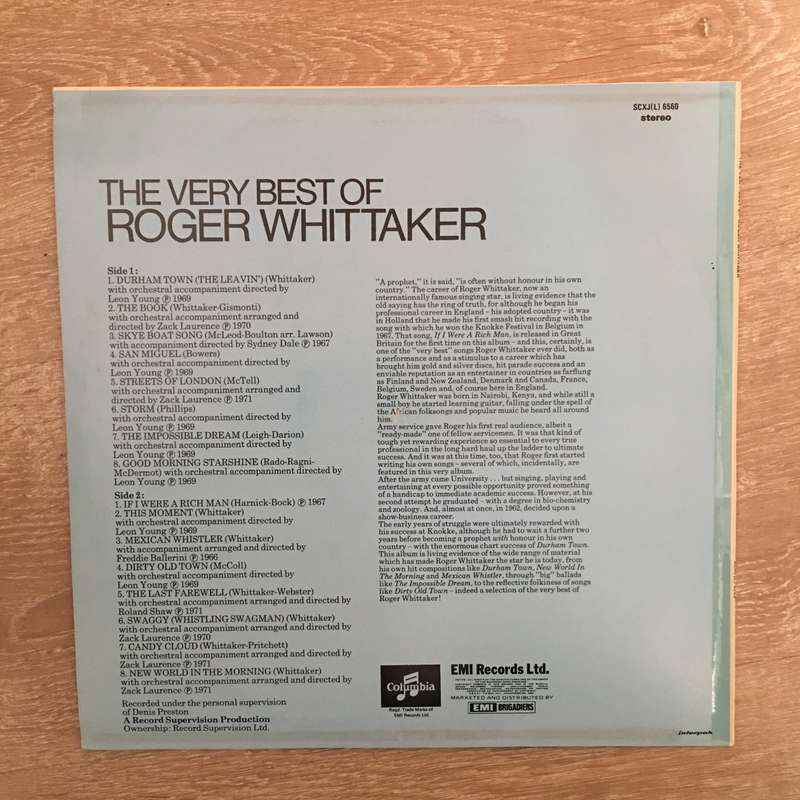 SCXJ(L) 6560
stereo
THE VERY BEST OF
ROGER WHITTAKER
Side 1:
1. DURHAM TOWN (THE LEAVIN') (Whittaker)
with orchestral accompaniment directed by
Leon Young ℗ 1969
2. THE BOOK (Whittaker-Gismonti)
with orchestral accompaniment arranged and
directed by Zack Laurence ℗ 1970
3. SKYE BOAT SONG (McLeod-Boulton arr. Lawson)
with accompaniment directed by Sydney Dale ℗ 1967
4. SAN MIGUEL (Bowers)
with orchestral accompaniment directed by
Leon Young ℗ 1969
5. STREETS OF LONDON (McTell)
with orchestral accompaniment arranged and
directed by Zack Laurence ℗ 1971
6. STORM (Phillips)
with orchestral accompaniment directed by
Leon Young ℗ 1969
7. THE IMPOSSIBLE DREAM (Leigh-Darion)
with orchestral accompaniment directed by
Leon Young ℗ 1969
8. GOOD MORNING STARSHINE (Rado-Ragni-
McDermot) with orchestral accompaniment directed by
Leon Young ℗ 1969
Side 2:
1. IF I WERE A RICH MAN (Harnick-Bock) ℗ 1967
2. THIS MOMENT (Whittaker)
with orchestral accompaniment directed by
Leon Young ℗ 1969
3. MEXICAN WHISTLER (Whittaker)
with accompaniment arranged and directed by
Freddie Ballerini ℗ 1966
4. DIRTY OLD TOWN (McColl)
with orchestral accompaniment directed by
Leon Young ℗ 1969
5. THE LAST FAREWELL (Whittaker-Webster)
with orchestral accompaniment arranged and directed by
Roland Shaw ℗ 1971
6. SWAGGY (WHISTLING SWAGMAN) (Whittaker)
with orchestral accompaniment arranged and directed by
Zack Laurence ℗ 1970
7. CANDY CLOUD (Whittaker-Pritchett)
with orchestral accompaniment arranged and directed by
Zack Laurence ℗ 1971
8. NEW WORLD IN THE MORNING (Whittaker)
with orchestral accompaniment arranged and directed by
Zack Laurence ℗ 1971
Recorded under the personal supervision
of Denis Preston
A Record Supervision Production
Ownership: Record Supervision Ltd.
"A prophet," it is said, "is often without honour in his own
country." The career of Roger Whittaker, now an
internationally famous singing star, is living evidence that the
old saying has the ring of truth, for although he began his
professional career in England – his adopted country – it was
in Holland that he made his first smash hit recording with the
song with which he won the Knokke Festival in Belgium in
1967. That song, If I Were A Rich Man, is released in Great
Britain for the first time on this album – and this, certainly, is
one of the "very best" songs Roger Whittaker ever did, both as
a performance and as a stimulus to a career which has
brought him gold and silver discs, hit parade success and an
enviable reputation as an entertainer in countries as farflung
as Finland and New Zealand, Denmark and Canada, France,
Belgium, Sweden and, of course here in England.
Roger Whittaker was born in Nairobi, Kenya, and while still a
small boy he started learning guitar, falling under the spell of
the African folksongs and popular music he heard all around
him.
Army service gave Roger his first real audience, albeit a
"ready-made" one of fellow servicemen. It was that kind of
tough yet rewarding experience so essential to every true
professional in the long hard haul up the ladder to ultimate
success. And it was at this time, too, that Roger first started
writing his own songs – several of which, incidentally, are
featured in this very album.
After the army came University . . . but singing, playing and
entertaining at every possible opportunity proved something
of a handicap to immediate academic success. However, at his
second attempt he graduated – with a degree in bio-chemistry
and zoology. And, almost at once, in 1962, decided upon a
show-business career.
The early years of struggle were ultimately rewarded with
his success at Knokke, although he had to wait a further two
years before becoming a prophet with honour in his own
country – with the enormous chart success of Durham Town.
This album is living evidence of the wide range of material
which has made Roger Whittaker the star he is today, from
his own hit compositions like Durham Town, New World In
The Morning and Mexican Whistler, through "big" ballads
like The Impossible Dream, to the reflective folkiness of songs
like Dirty Old Town – indeed a selection of the very best of
Roger Whittaker!
Columbia
Regd. Trade Marks of
EMI Records Ltd.
EMI Records Ltd.
MARKETED AND DISTRIBUTED BY
EMI BRIGADIERS
interpak